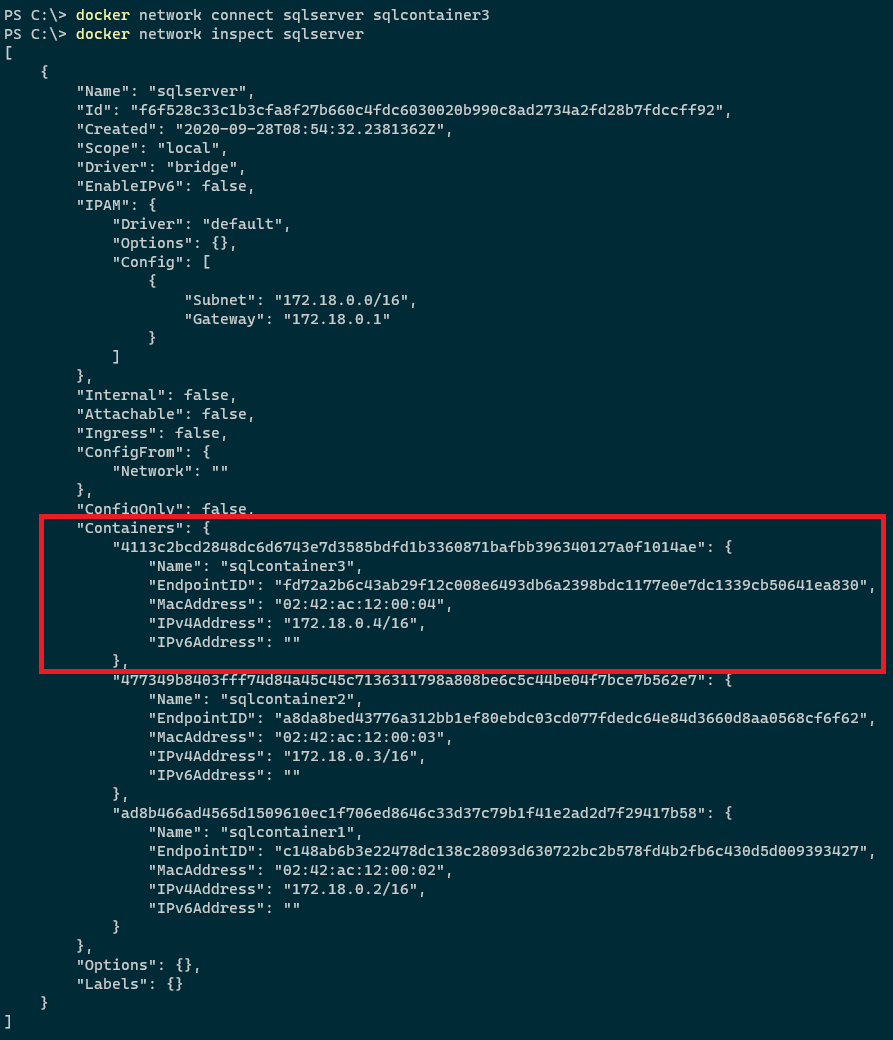 PS C:\> docker network connect sqlserver sqlcontainer3
PS C:\> docker network inspect sqlserver
[
    {
        "Name": "sqlserver",
        "Id": "f6f528c33c1b3cfa8f27b660c4fdc6030020b990c8ad2734a2fd28b7fdccff92",
        "Created": "2020-09-28T08:54:32.2381362Z",
        "Scope": "local",
        "Driver": "bridge",
        "EnableIPv6": false,
        "IPAM": {
            "Driver": "default",
            "Options": {},
            "Config": [
                {
                    "Subnet": "172.18.0.0/16",
                    "Gateway": "172.18.0.1"
                }
            ]
        },
        "Internal": false,
        "Attachable": false,
        "Ingress": false,
        "ConfigFrom": {
            "Network": ""
        },
        "ConfigOnly": false,
        "Containers": {
            "4113c2bcd2848dc6d6743e7d3585bdfd1b3360871bafbb396340127a0f1014ae": {
                "Name": "sqlcontainer3",
                "EndpointID": "fd72a2b6c43ab29f12c008e6493db6a2398bdc1177e0e7dc1339cb50641ea830",
                "MacAddress": "02:42:ac:12:00:04",
                "IPv4Address": "172.18.0.4/16",
                "IPv6Address": ""
            },
            "477349b8403fff74d84a45c45c7136311798a808be6c5c44be04f7bce7b562e7": {
                "Name": "sqlcontainer2",
                "EndpointID": "a8da8bed43776a312bb1ef80ebdc03cd077fdedc64e84d3660d8aa0568cf6f62",
                "MacAddress": "02:42:ac:12:00:03",
                "IPv4Address": "172.18.0.3/16",
                "IPv6Address": ""
            },
            "ad8b466ad4565d1509610ec1f706ed8646c33d37c79b1f41e2ad2d7f29417b58": {
                "Name": "sqlcontainer1",
                "EndpointID": "c148ab6b3e22478dc138c28093d630722bc2b578fd4b2fb6c430d5d009393427",
                "MacAddress": "02:42:ac:12:00:02",
                "IPv4Address": "172.18.0.2/16",
                "IPv6Address": ""
            }
        },
        "Options": {},
        "Labels": {}
    }
]